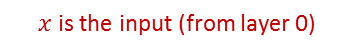 x is the input (from layer 0)